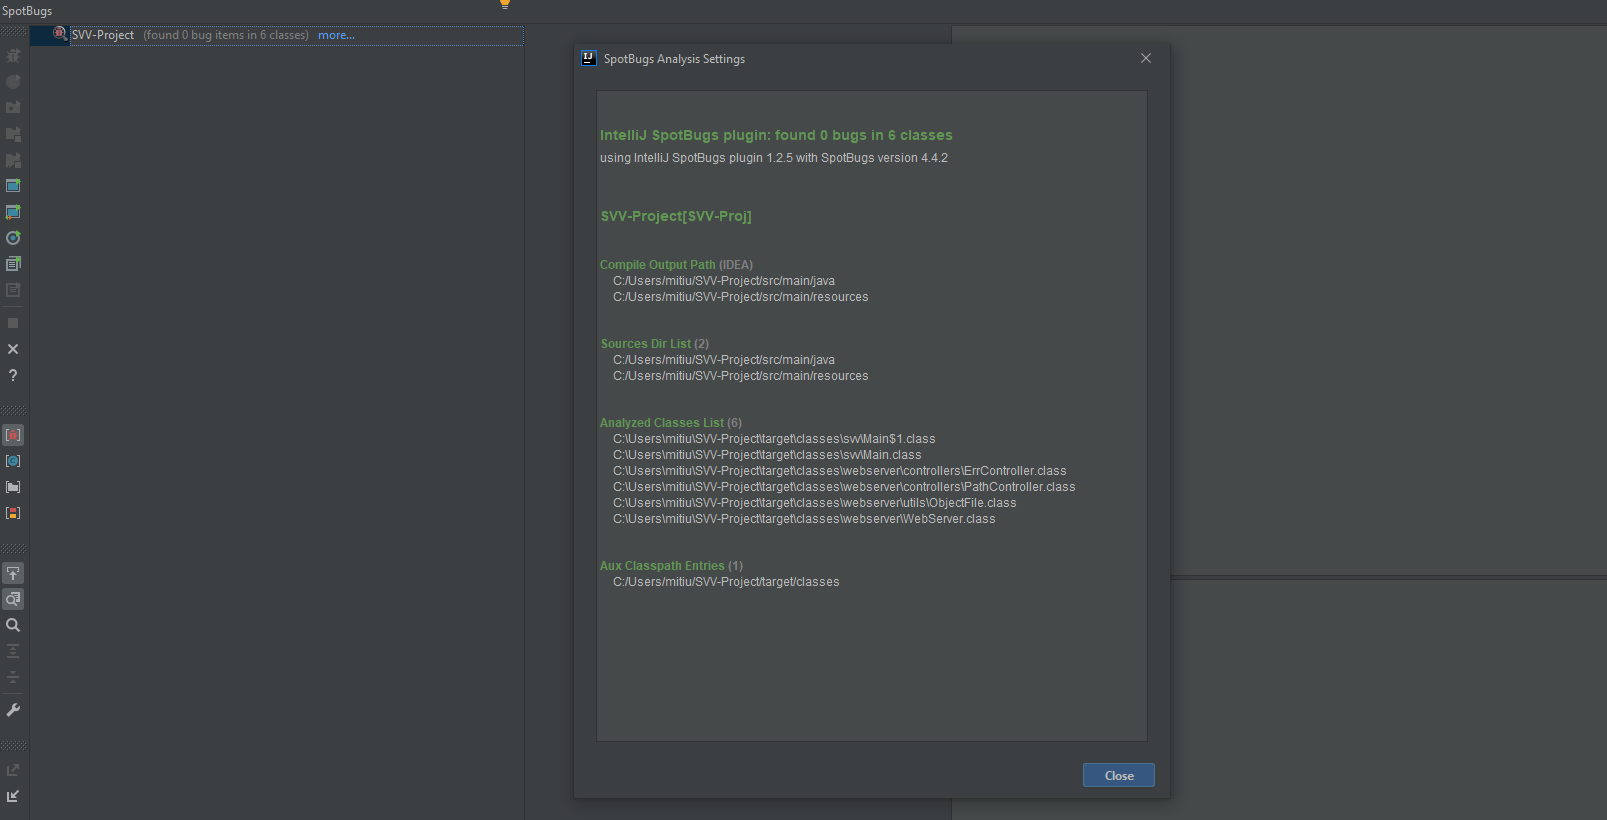 SpotBugs
SVV-Project (found 0 bug items in 6 classes) more...
IJ
SpotBugs Analysis Settings
IntelliJ SpotBugs plugin: found 0 bugs in 6 classes
using IntelliJ SpotBugs plugin 1.2.5 with SpotBugs version 4.4.2
SVV-Project[SVV-Proj]
Compile Output Path (IDEA)
C:/Users/mitiu/SVV-Project/src/main/java
C:/Users/mitiu/SVV-Project/src/main/resources
Sources Dir List (2)
C:/Users/mitiu/SVV-Project/src/main/java
C:/Users/mitiu/SVV-Project/src/main/resources
Analyzed Classes List (6)
C:\Users\mitiu\SVV-Project\target\classes\svv\Main$1.class
C:\Users\mitiu\SVV-Project\target\classes\svv\Main.class
C:\Users\mitiu\SVV-Project\target\classes\webserver\controllers\ErrController.class
C:\Users\mitiu\SVV-Project\target\classes\webserver\controllers\PathController.class
C:\Users\mitiu\SVV-Project\target\classes\webserver\utils\ObjectFile.class
C:\Users\mitiu\SVV-Project\target\classes\webserver\WebServer.class
Aux Classpath Entries (1)
C:/Users/mitiu/SVV-Project/target/classes
Close